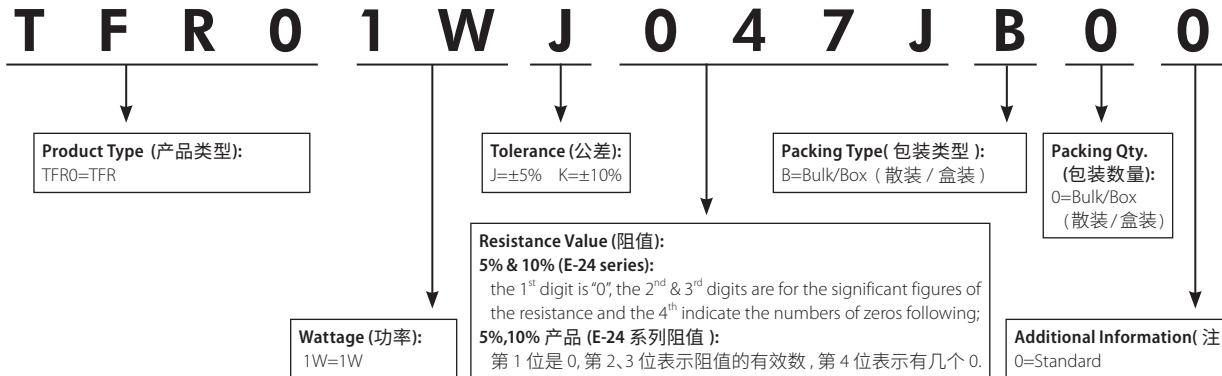 T F R 0 1 W J 0 4 7 J B 0 0
Product Type (产品类型):
TFR0=TFR
Tolerance (公差):
J=±5% K=±10%
Packing Type( 包装类型 ):
B=Bulk/Box ( 散装 / 盒装 )
Packing Qty.
(包装数量):
0=Bulk/Box
(散装/盒装)
Resistance Value (阻值):
5% & 10% (E-24 series):
the 1st digit is “0”, the 2nd & 3rd digits are for the significant figures of
the resistance and the 4th indicate the numbers of zeros following;
5%,10% 产品 (E-24 系列阻值 ):
第 1 位是 0, 第 2、3 位表示阻值的有效数 , 第 4 位表示有几个 0.
Wattage (功率):
1W=1W
Additional Information( 注
0=Standard